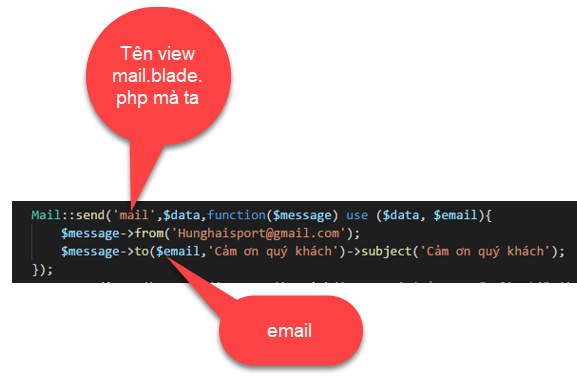 Tên view
mail.blade.
php mà ta
Mail::send('mail',$data,function($message) use ($data, $email){
$message->from('Hunghaisport@gmail.com');
$message->to($email,'Cảm ơn quý khách')->subject('Cảm ơn quý khách');
});
email